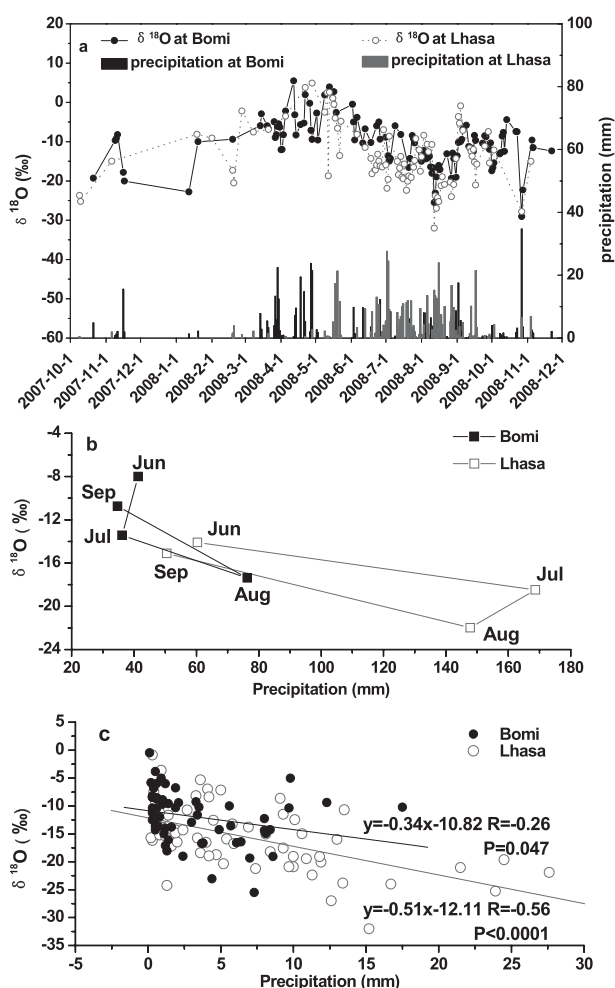 a
δ 18O at Bomi
δ 18O at Lhasa
precipitation at Bomi
precipitation at Lhasa
20
10
0
-10
-20
-30
-40
-50
-60
δ 18O (‰)
100
80
60
40
20
0
precipitation (mm)
2007-10-1
2007-11-1
2007-12-1
2008-1-1
2008-2-1
2008-3-1
2008-4-1
2008-5-1
2008-6-1
2008-7-1
2008-8-1
2008-9-1
2008-10-1
2008-11-1
2008-12-1
b
Bomi
Lhasa
-4
-8
-12
-16
-20
-24
δ 18O ( ‰)
Jun
Sep
Jul
Aug
Jun
Sep
Jul
Aug
20
40
60
80
100
120
140
160
180
Precipitation (mm)
c
Bomi
Lhasa
5
0
-5
-10
-15
-20
-25
-30
-35
δ 18O ( ‰)
y=-0.34x-10.82 R=-0.26
P=0.047
y=-0.51x-12.11 R=-0.56
P<0.0001
-5
0
5
10
15
20
25
30
Precipitation (mm)